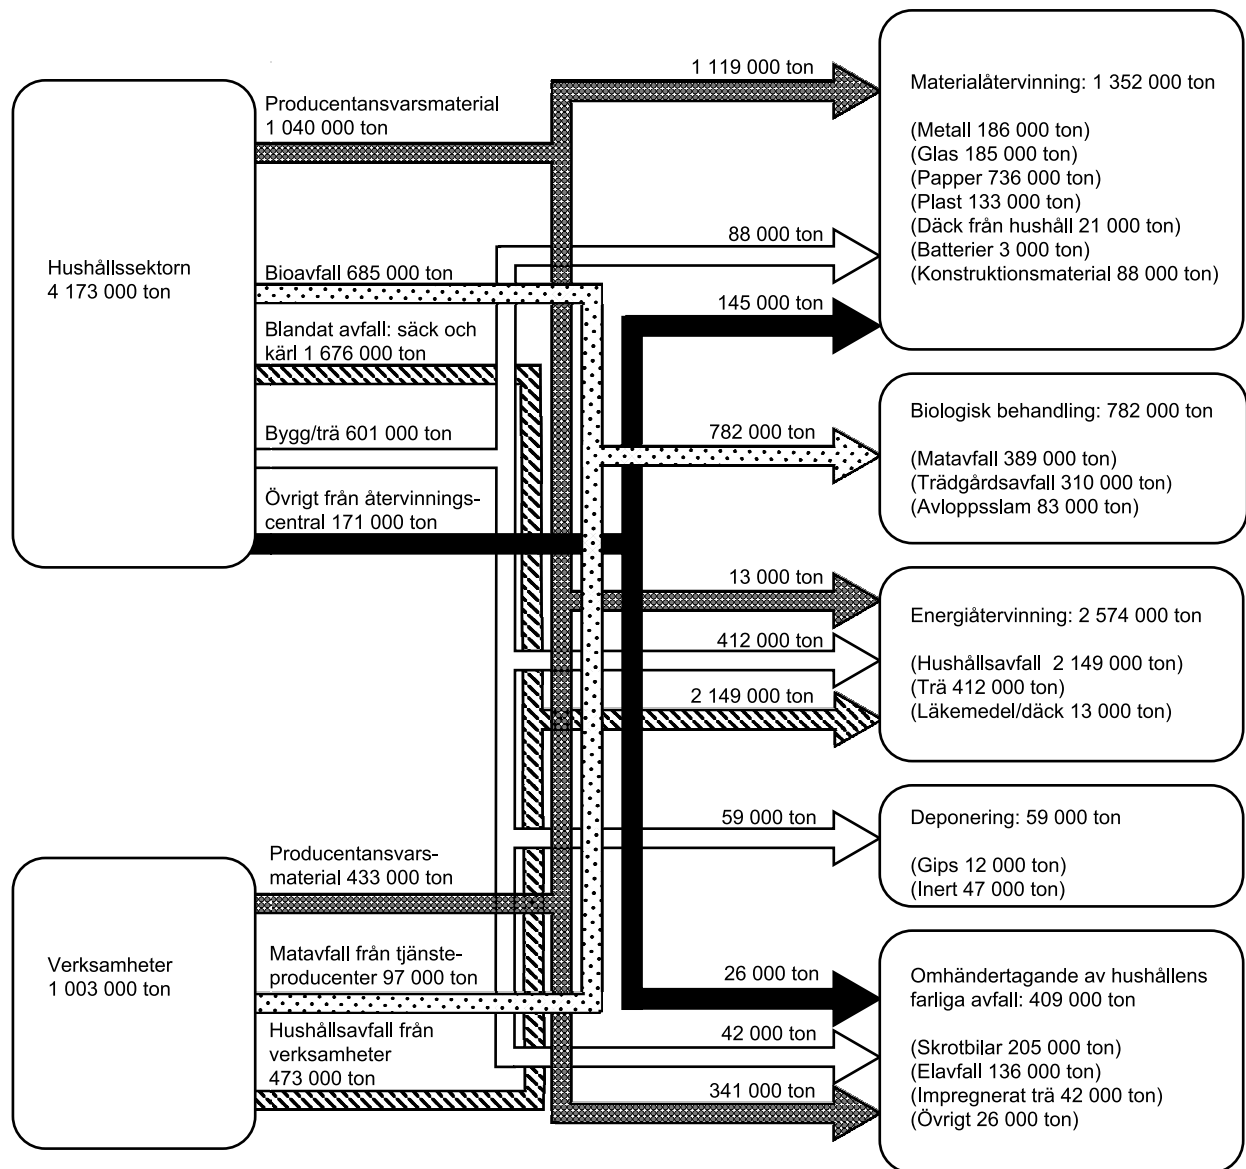 Hushållssektorn
4 173 000 ton
Producentansvarsmaterial
1 040 000 ton
Bioavfall 685 000 ton
Blandat avfall: säck och
kärl 1 676 000 ton
Bygg/trä 601 000 ton
Övrigt från återvinnings-
central 171 000 ton
Verksamheter
1 003 000 ton
Producentansvars-
material 433 000 ton
Matavfall från tjänste-
producenter 97 000 ton
Hushållsavfall från
verksamheter
473 000 ton
1 119 000 ton
88 000 ton
145 000 ton
782 000 ton
13 000 ton
412 000 ton
2 149 000 ton
59 000 ton
26 000 ton
42 000 ton
341 000 ton
Materialåtervinning: 1 352 000 ton
(Metall 186 000 ton)
(Glas 185 000 ton)
(Papper 736 000 ton)
(Plast 133 000 ton)
(Däck från hushåll 21 000 ton)
(Batterier 3 000 ton)
(Konstruktionsmaterial 88 000 ton)
Biologisk behandling: 782 000 ton
(Matavfall 389 000 ton)
(Trädgårdsavfall 310 000 ton)
(Avloppsslam 83 000 ton)
Energiåtervinning: 2 574 000 ton
(Hushållsavfall 2 149 000 ton)
(Trä 412 000 ton)
(Läkemedel/däck 13 000 ton)
Deponering: 59 000 ton
(Gips 12 000 ton)
(Inert 47 000 ton)
Omhändertagande av hushållens
farliga avfall: 409 000 ton
(Skrotbilar 205 000 ton)
(Elavfall 136 000 ton)
(Impregnerat trä 42 000 ton)
(Övrigt 26 000 ton)